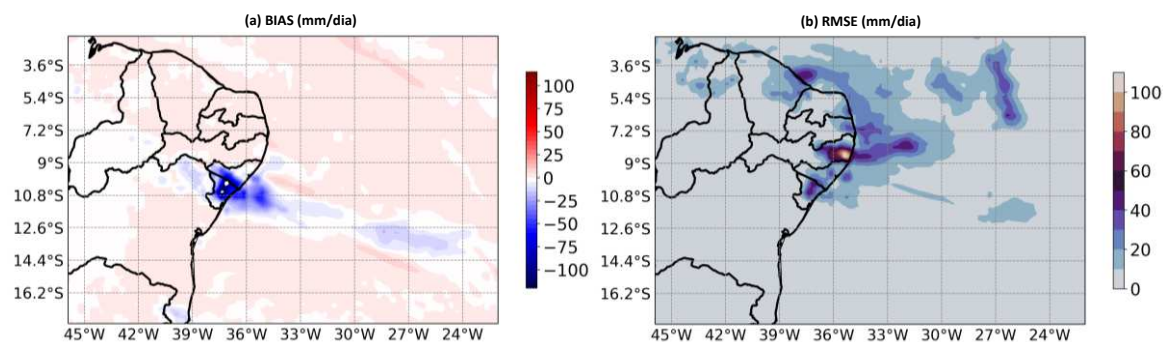 (a) BIAS (mm/dia)
(b) RMSE (mm/dia)
3.6°S
5.4°S
7.2°S
9°S
10.8°S
12.6°S
14.4°S
16.2°S
45°W 42°W 39°W 36°W 33°W 30°W 27°W 24°W
100
75
50
25
0
−25
−50
−75
−100
3.6°S
5.4°S
7.2°S
9°S
10.8°S
12.6°S
14.4°S
16.2°S
45°W 42°W 39°W 36°W 33°W 30°W 27°W 24°W
100
80
60
40
20
0